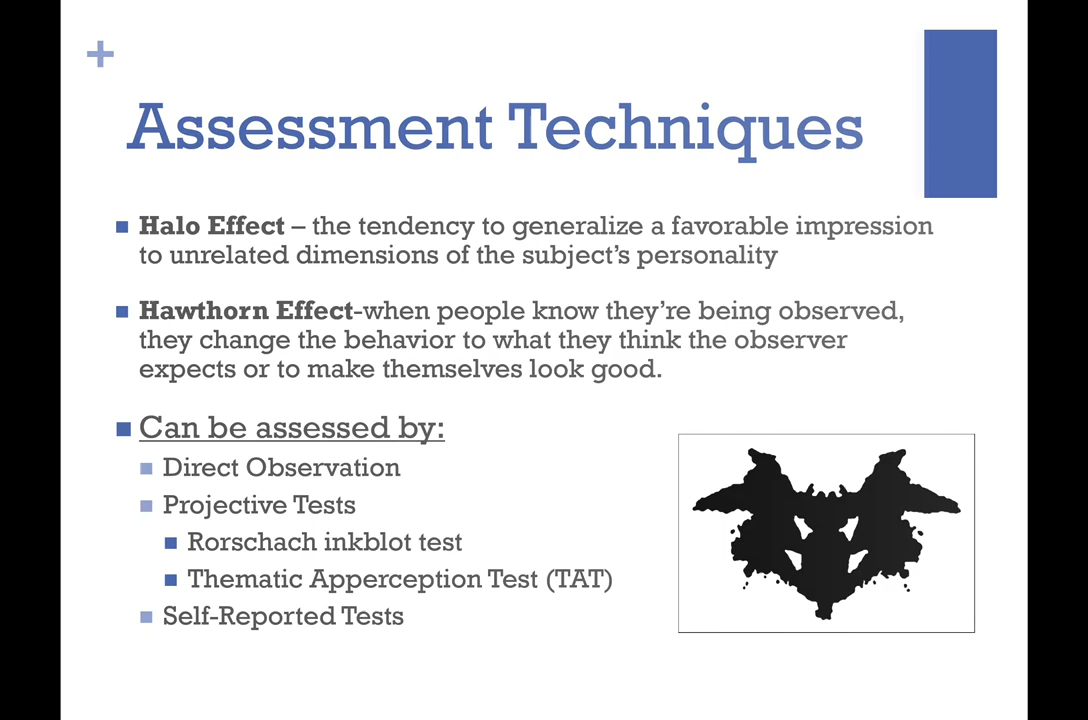 +
Assessment Techniques
Halo Effect – the tendency to generalize a favorable impression
to unrelated dimensions of the subject's personality
Hawthorn Effect-when people know they're being observed,
they change the behavior to what they think the observer
expects or to make themselves look good.
Can be assessed by:
Direct Observation
Projective Tests
Rorschach inkblot test
Thematic Apperception Test (TAT)
Self-Reported Tests